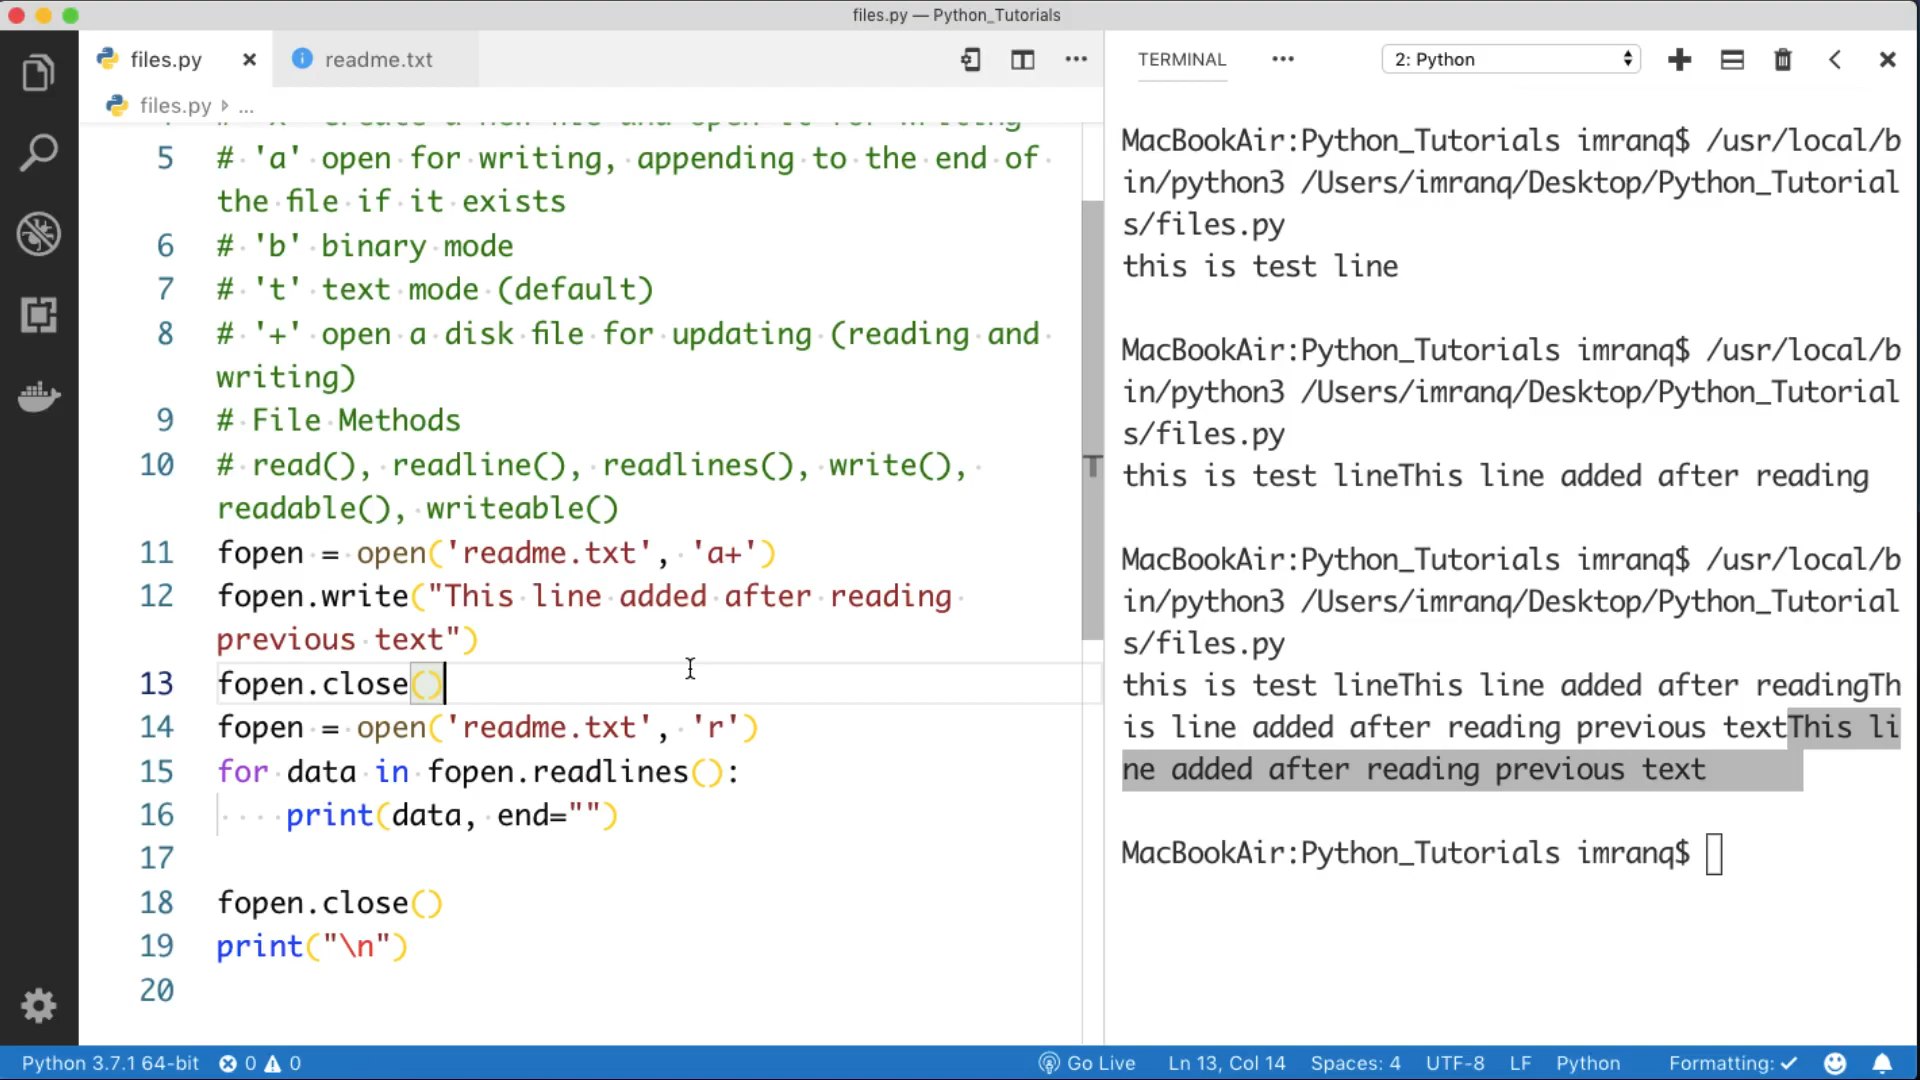 files.py — Python_Tutorials
files.py
readme.txt
TERMINAL
2: Python
files.py
...
# 'x' create a new file and open it for writing
5 # 'a' open for writing, appending to the end of
the file if it exists
6 # 'b' binary mode
7 # 't' text mode (default)
8 # '+' open a disk file for updating (reading and
writing)
9 # File Methods
10 # read(), readline(), readlines(), write(),
readable(), writeable()
11 fopen = open('readme.txt', 'a+')
12 fopen.write("This line added after reading
previous text")
13 fopen.close()
14 fopen = open('readme.txt', 'r')
15 for data in fopen.readlines():
16 print(data, end="")
17
18 fopen.close()
19 print("\n")
20
MacBookAir:Python_Tutorials imranq$ /usr/local/b
in/python3 /Users/imranq/Desktop/Python_Tutorial
s/files.py
this is test line
MacBookAir:Python_Tutorials imranq$ /usr/local/b
in/python3 /Users/imranq/Desktop/Python_Tutorial
s/files.py
this is test lineThis line added after reading
MacBookAir:Python_Tutorials imranq$ /usr/local/b
in/python3 /Users/imranq/Desktop/Python_Tutorial
s/files.py
this is test lineThis line added after readingTh
is line added after reading previous textThis li
ne added after reading previous text
MacBookAir:Python_Tutorials imranq$
Python 3.7.1 64-bit
0
0
Go Live
Ln 13, Col 14
Spaces: 4
UTF-8
LF
Python
Formatting: ✓